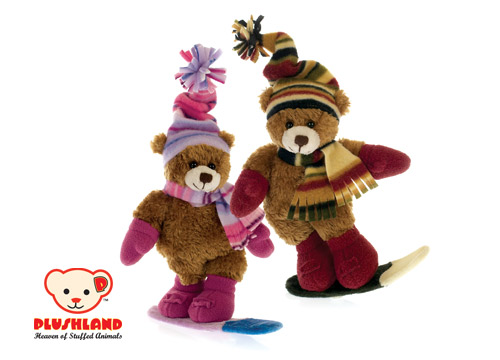 D
PLUSHLAND
Heaven of Stuffed Animals